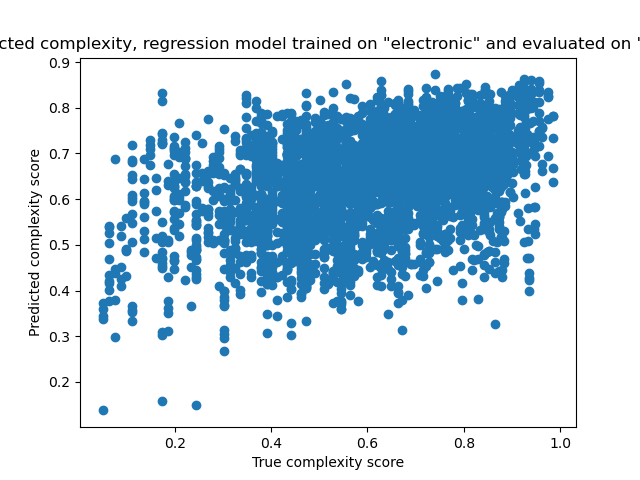 cted complexity, regression model trained on "electronic" and evaluated on "
0.9
0.8
0.7
0.6
0.5
0.4
0.3
0.2
Predicted complexity score
0.2 0.4 0.6 0.8 1.0
True complexity score